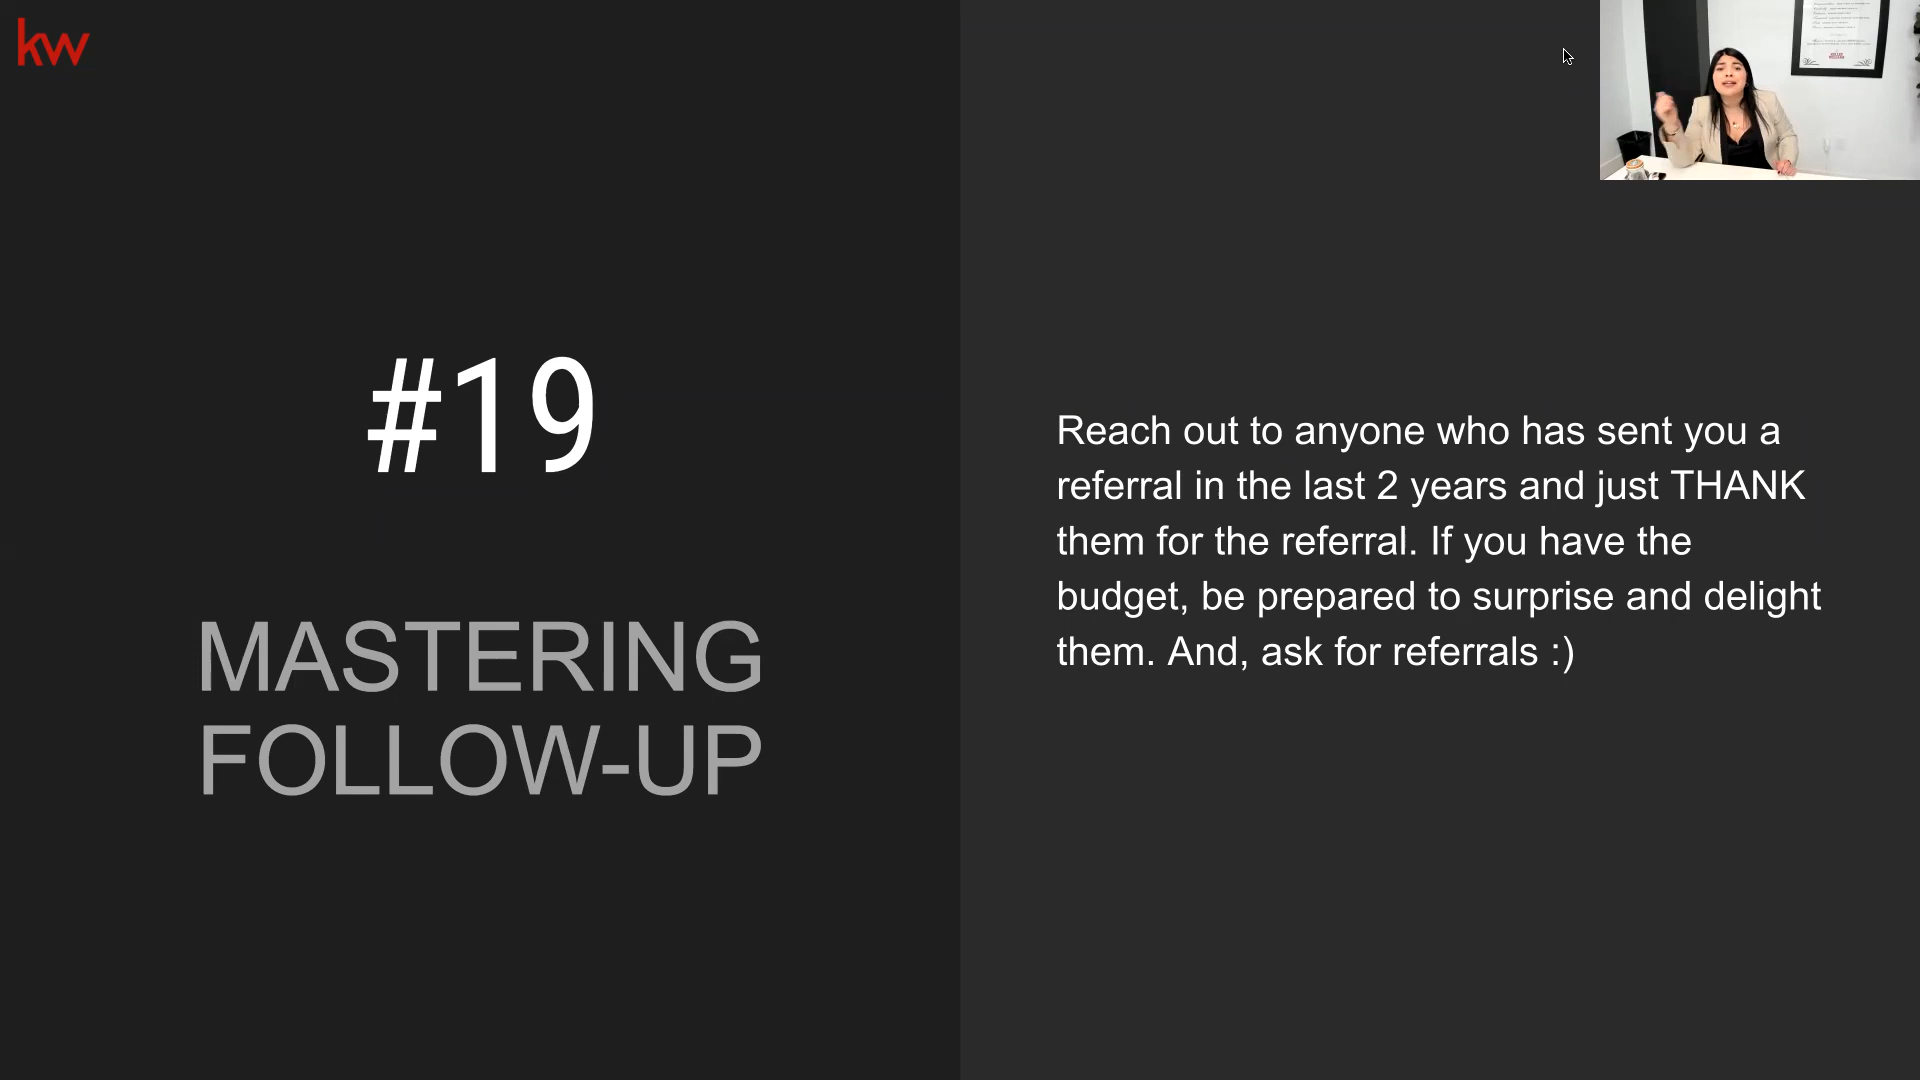 kw
#19
MASTERING
FOLLOW-UP
Reach out to anyone who has sent you a
referral in the last 2 years and just THANK
them for the referral. If you have the
budget, be prepared to surprise and delight
them. And, ask for referrals :)